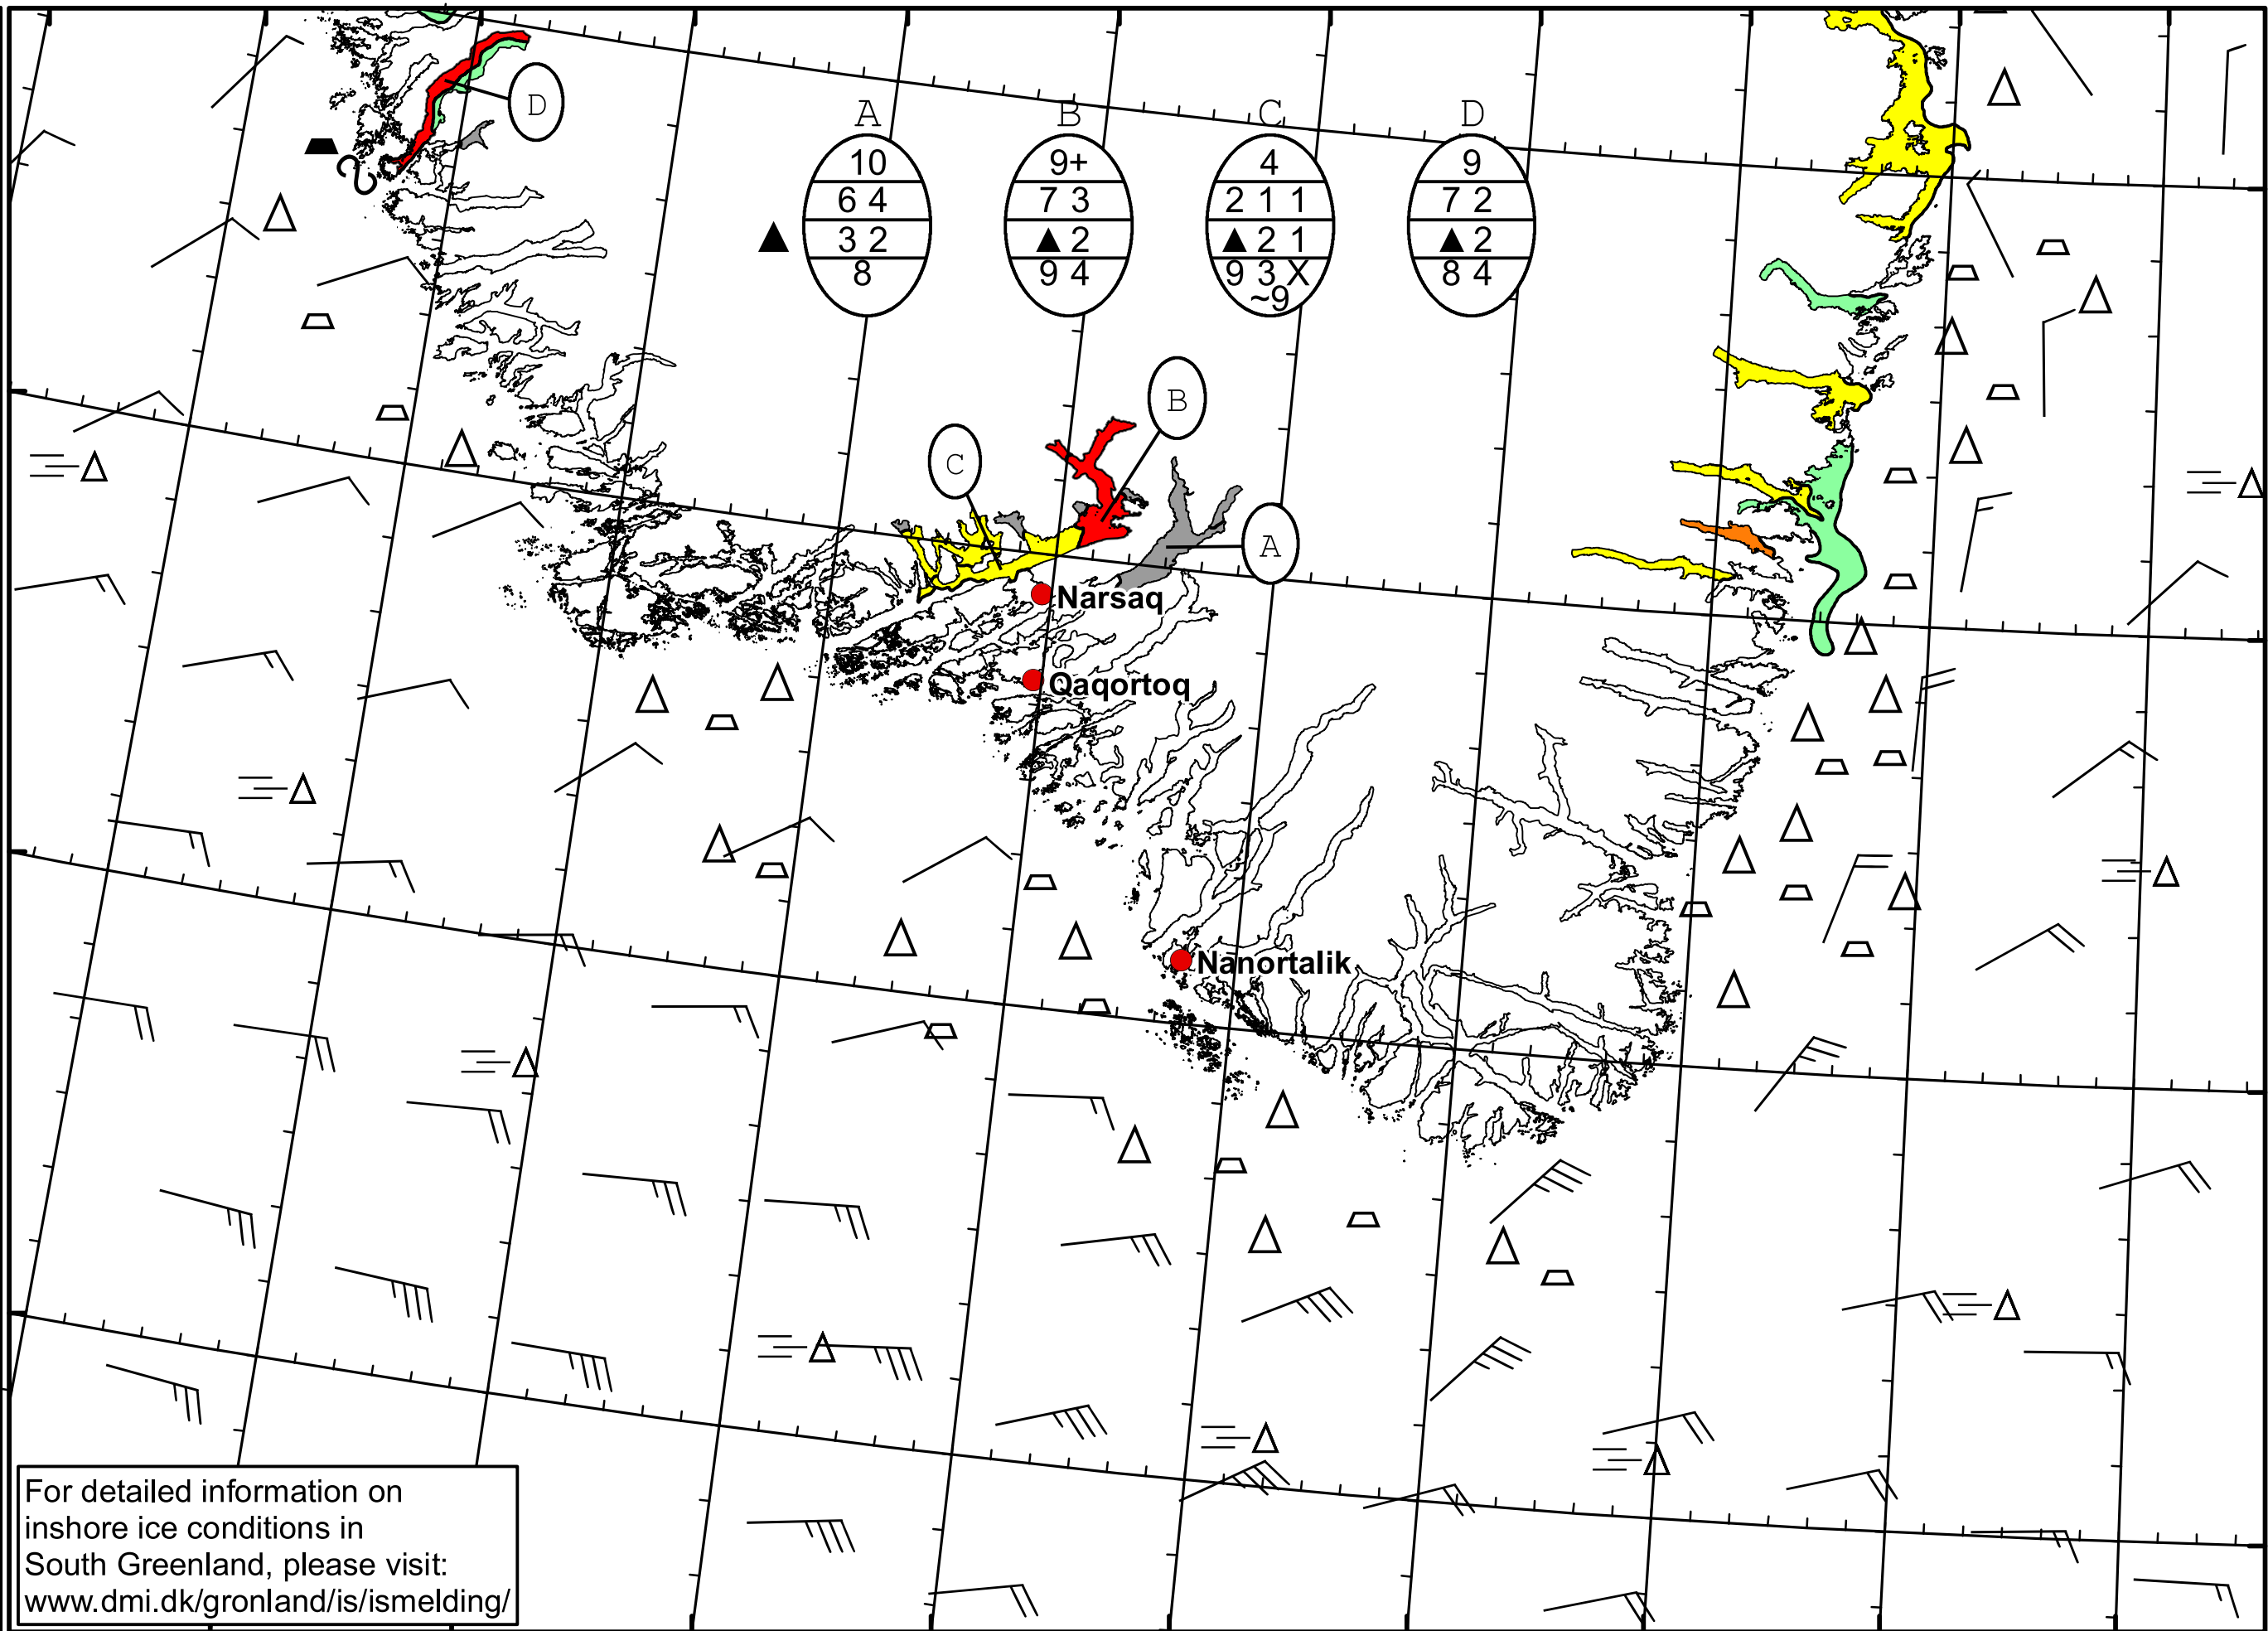 D
A B C D
10 9+ 4 9
6 4 7 3 2 1 1 7 2
3 2 ▲ 2 ▲ 2 1 ▲ 2
8 9 4 9 3 X 8 4
~9
B
C
A
Narsaq
Qaqortoq
Nanortalik
For detailed information on
inshore ice conditions in
South Greenland, please visit:
www.dmi.dk/gronland/is/ismelding/